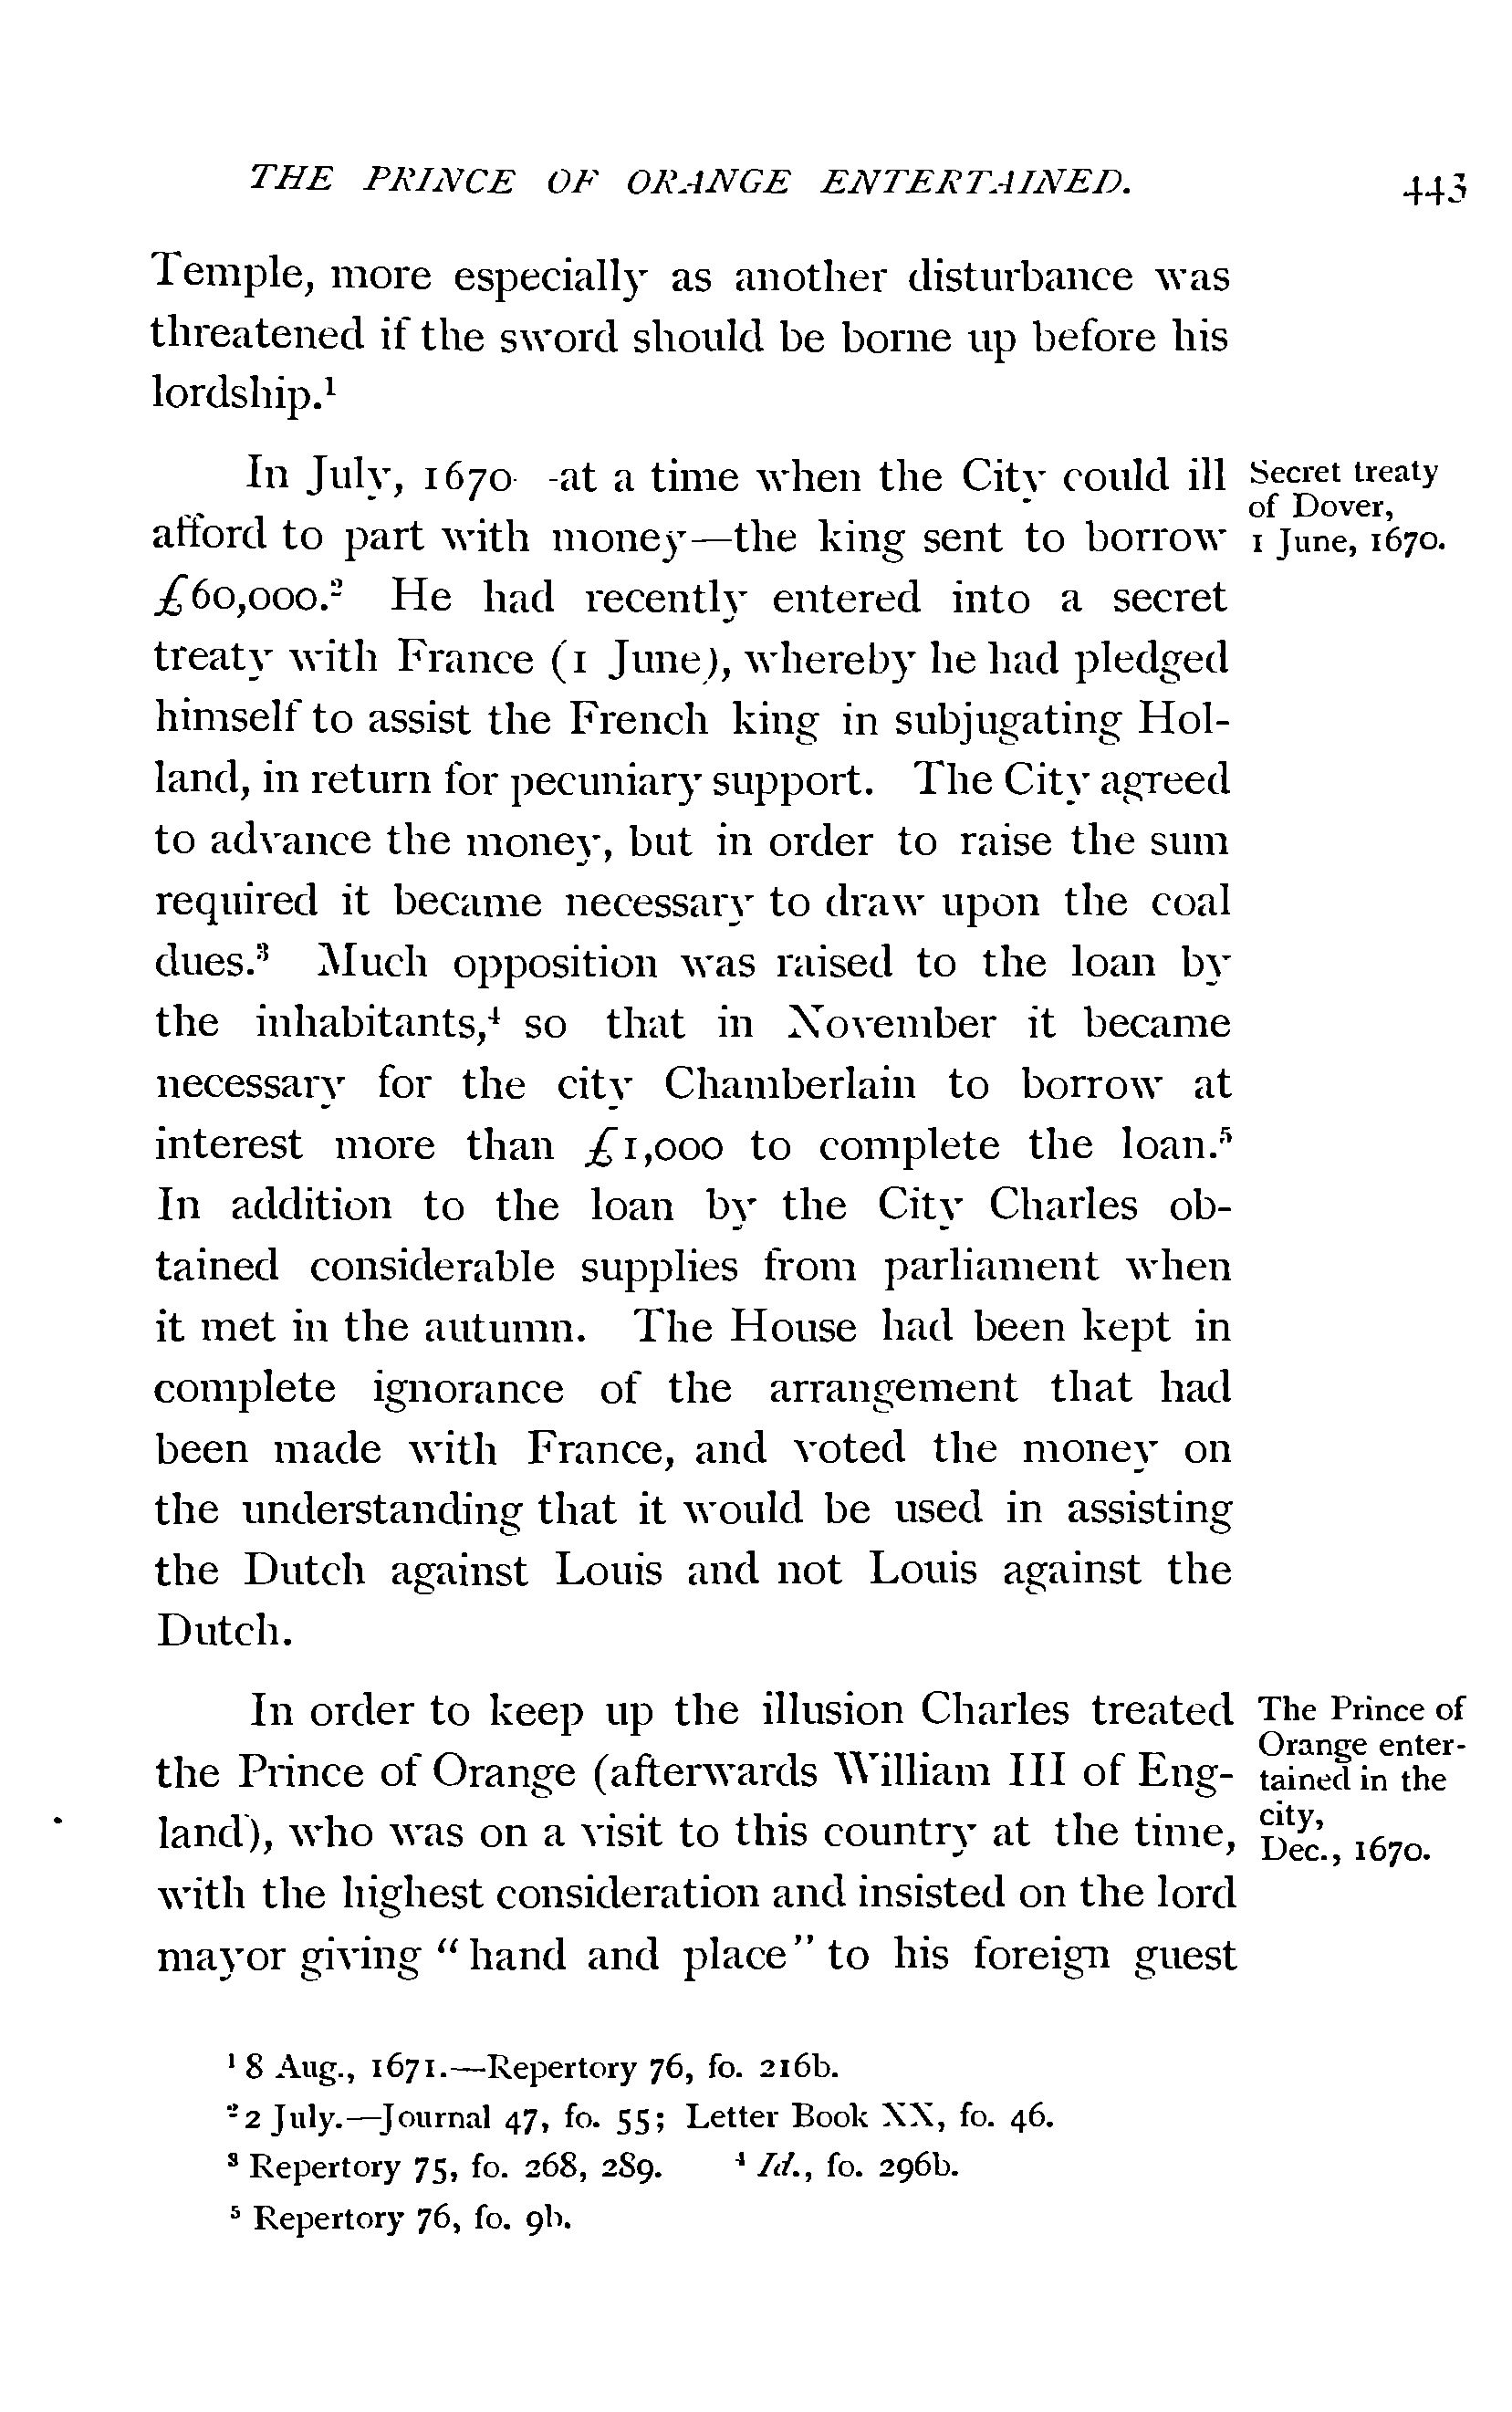 THE PRINCE OF ORANGE ENTERTAINED. 443
Temple, more especially as another disturbance was
threatened if the sword should be borne up before his
lordship.¹
In July, 1670—at a time when the City could ill
afford to part with money—the king sent to borrow
£60,000.² He had recently entered into a secret
treaty with France (1 June), whereby he had pledged
himself to assist the French king in subjugating Hol-
land, in return for pecuniary support. The City agreed
to advance the money, but in order to raise the sum
required it became necessary to draw upon the coal
dues.³ Much opposition was raised to the loan by
the inhabitants,⁴ so that in November it became
necessary for the city Chamberlain to borrow at
interest more than £1,000 to complete the loan.⁵
In addition to the loan by the City Charles ob-
tained considerable supplies from parliament when
it met in the autumn. The House had been kept in
complete ignorance of the arrangement that had
been made with France, and voted the money on
the understanding that it would be used in assisting
the Dutch against Louis and not Louis against the
Dutch.
Secret treaty
of Dover,
1 June, 1670.
In order to keep up the illusion Charles treated
the Prince of Orange (afterwards William III of Eng-
land), who was on a visit to this country at the time,
with the highest consideration and insisted on the lord
mayor giving "hand and place" to his foreign guest
The Prince of
Orange enter-
tained in the
city,
Dec., 1670.
¹ 8 Aug., 1671.—Repertory 76, fo. 216b.
² 2 July.—Journal 47, fo. 55; Letter Book XX, fo. 46.
³ Repertory 75, fo. 268, 289. ⁴ Id., fo. 296b.
⁵ Repertory 76, fo. 9b.